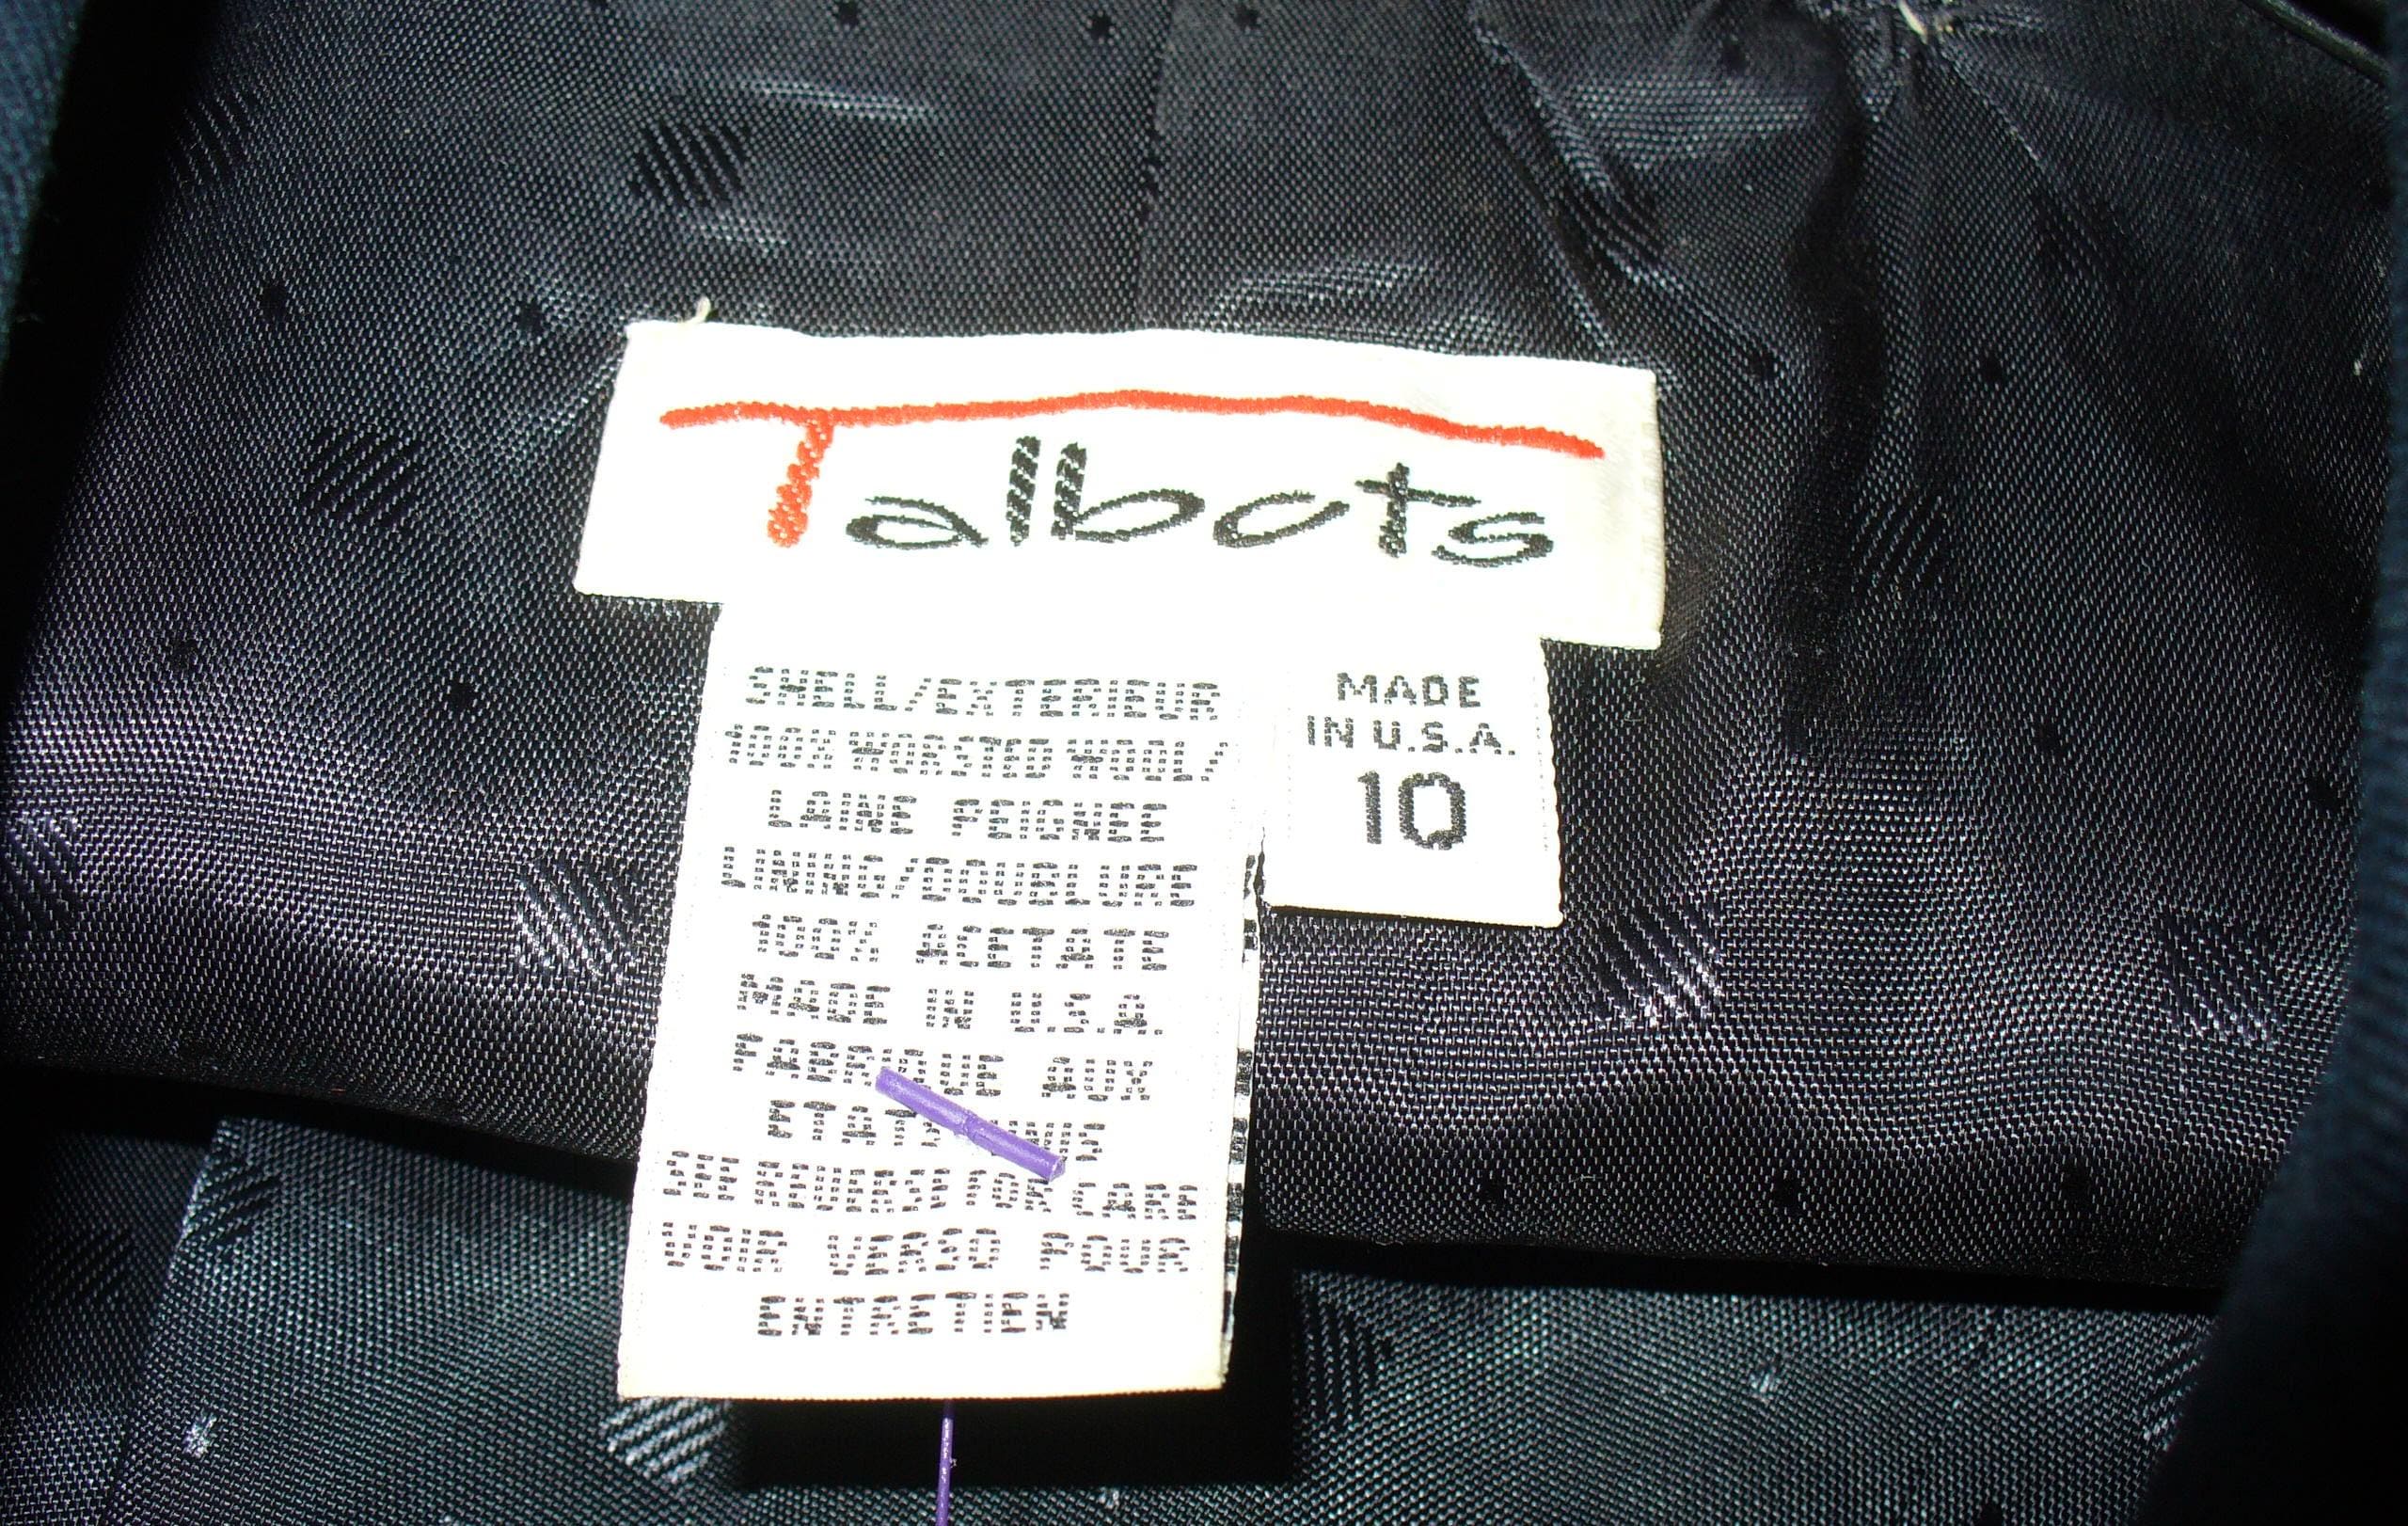 Talbots
SHELL/EXTERIEUR
100% WORSTED WOOL/
LAINE PEIGNEE
LINING/DOUBLURE
100% ACETATE
MADE IN U.S.A.
FABRIQUE AUX
ETATS UNIS
SEE REVERSE FOR CARE
VOIR VERSO POUR
ENTRETIEN
MADE
IN U.S.A.
10